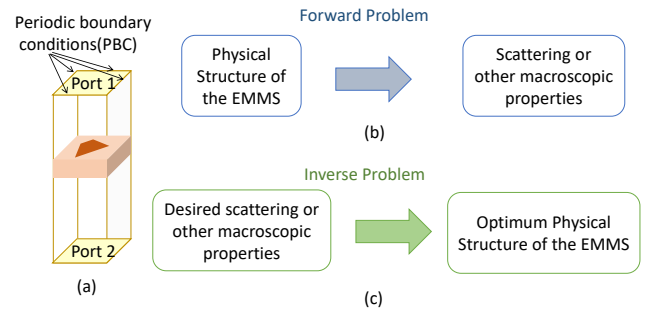 Periodic boundary
conditions(PBC)
Port 1
Port 2
(a)
Forward Problem
Physical
Structure of
the EMMS
Scattering or
other macroscopic
properties
(b)
Inverse Problem
Desired scattering or
other macroscopic
properties
Optimum Physical
Structure of the EMMS
(c)